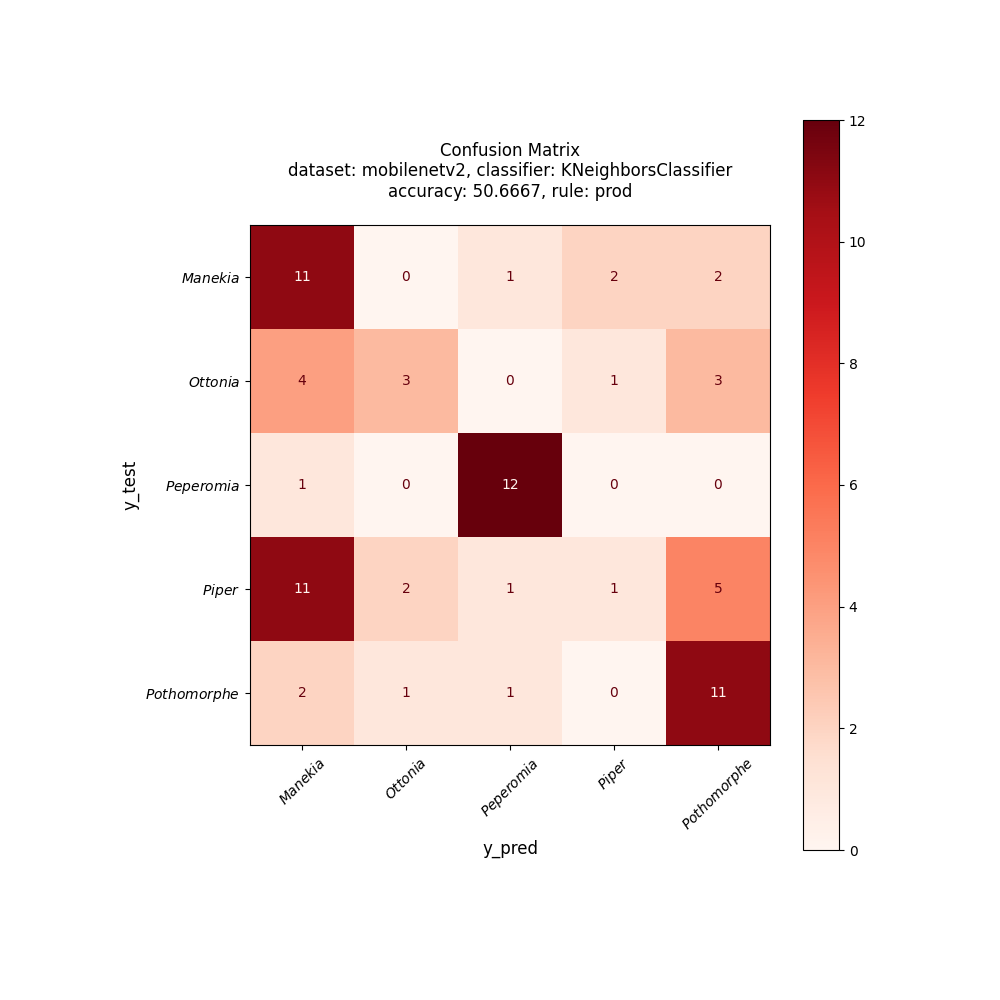 Confusion Matrix
dataset: mobilenetv2, classifier: KNeighborsClassifier
accuracy: 50.6667, rule: prod
Manekia 11 0 1 2 2
Ottonia 4 3 0 1 3
Peperomia 1 0 12 0 0
Piper 11 2 1 1 5
Pothomorphe 2 1 1 0 11
Manekia Ottonia Peperomia Piper Pothomorphe
y_test
y_pred
12
10
8
6
4
2
0